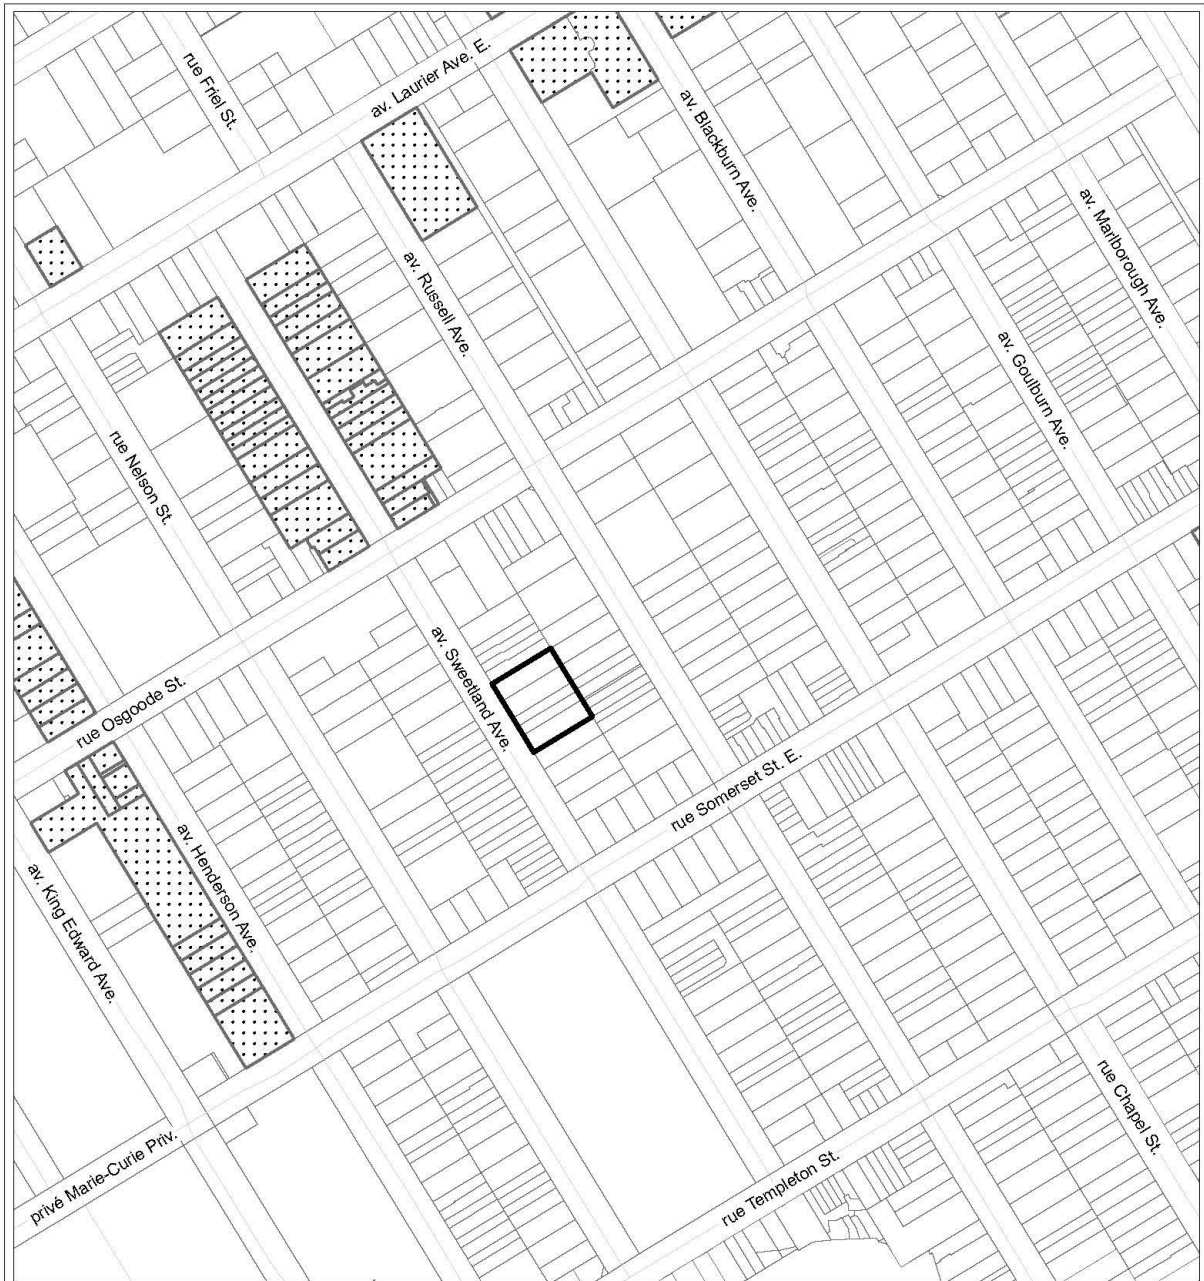 rue Friel St.
av. Laurier Ave. E.
av. Blackburn Ave.
av. Marlborough Ave.
av. Russell Ave.
av. Goulburn Ave.
rue Nelson St.
av. Sweetland Ave.
rue Osgoode St.
rue Somerset St. E.
av. Henderson Ave.
av. King Edward Ave.
rue Chapel St.
privé Marie-Curie Priv.
rue Templeton St.